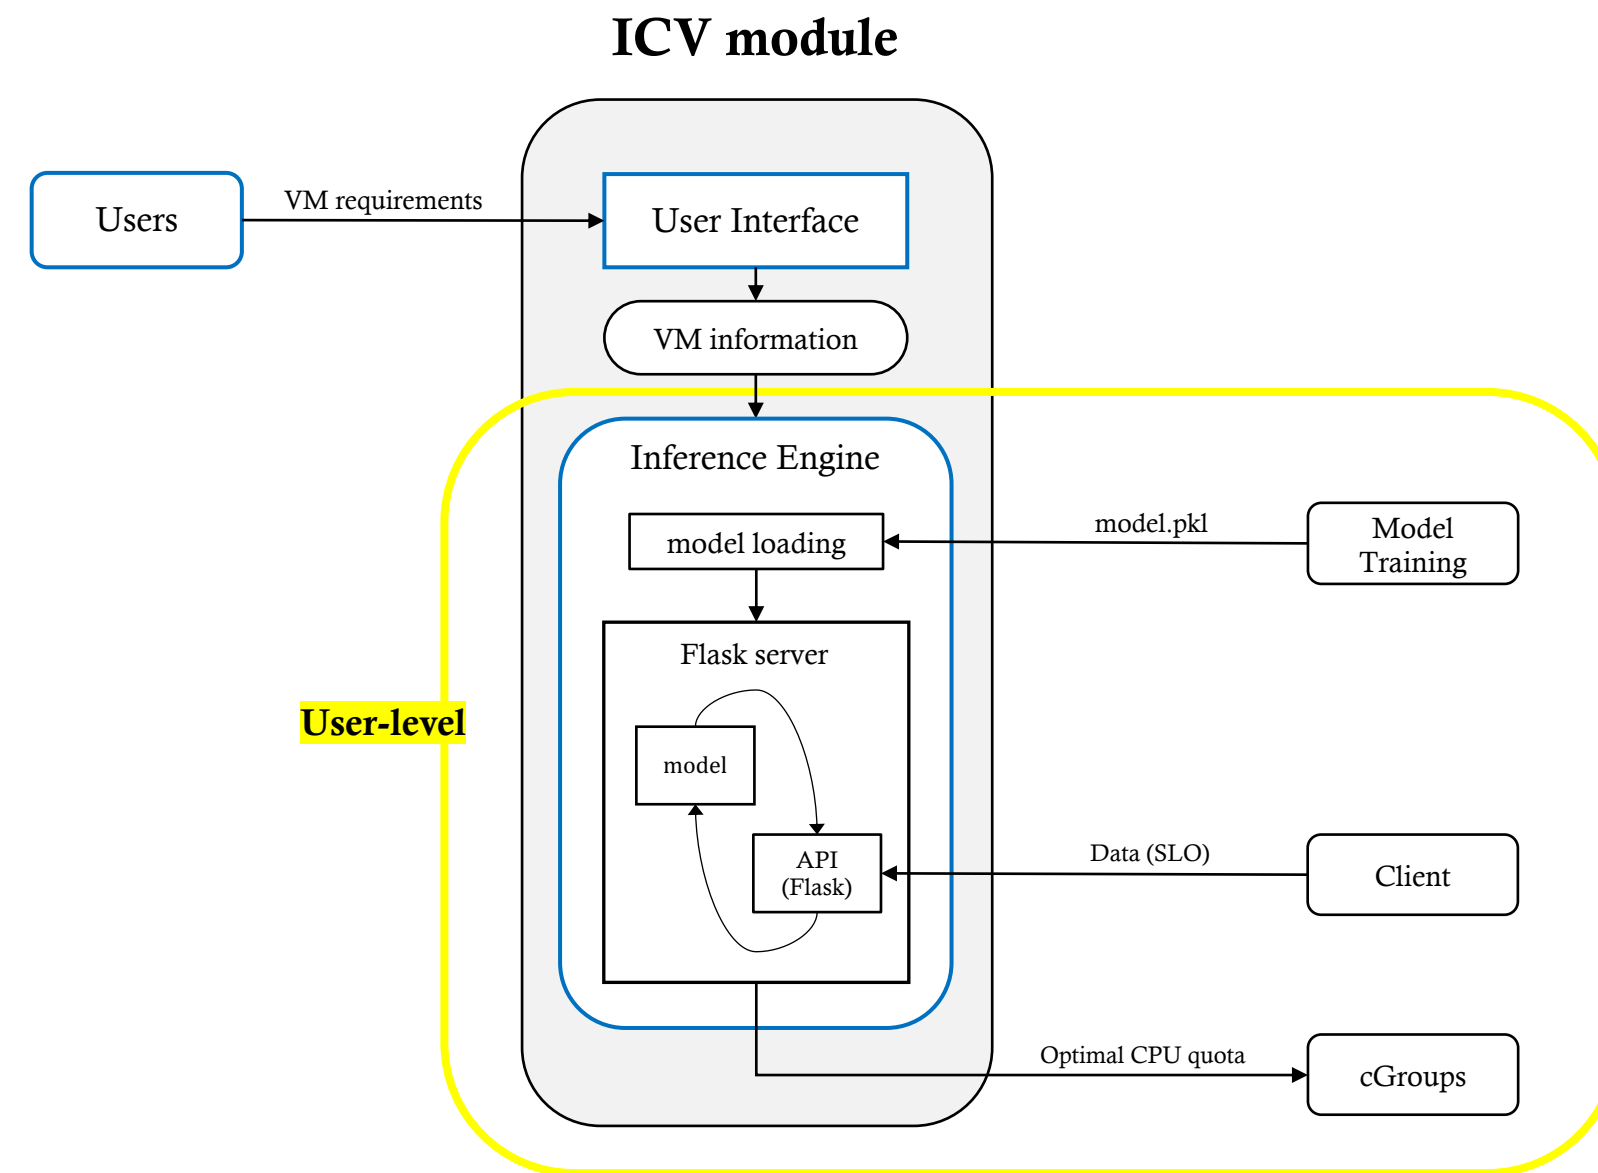 ICV module
Users
VM requirements
User Interface
VM information
Inference Engine
model loading
model.pkl
Model
Training
Flask server
User-level
model
API
(Flask)
Data (SLO)
Client
Optimal CPU quota
cGroups